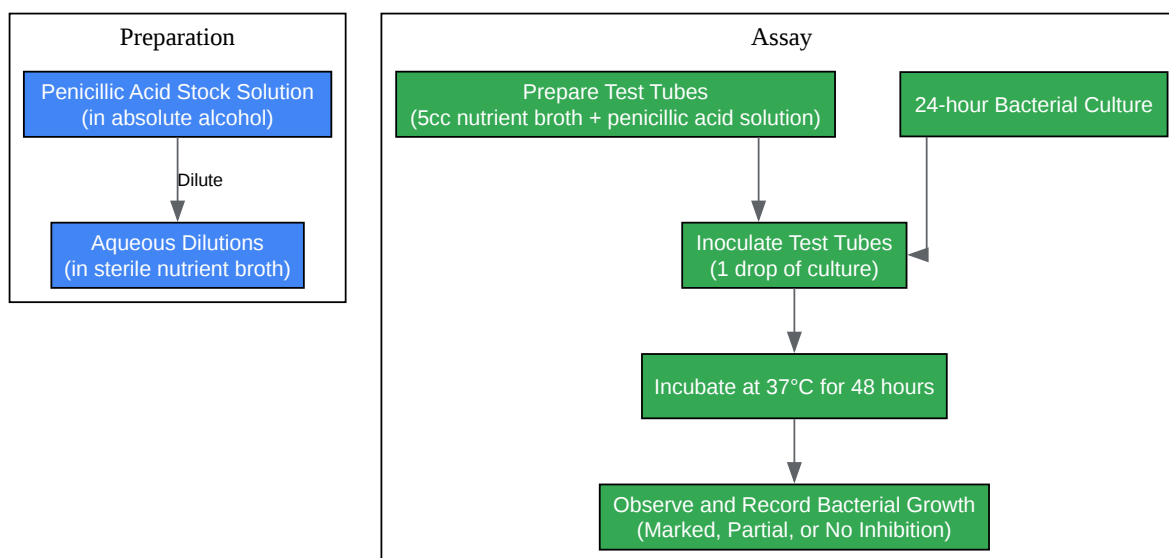 Preparation
Penicillic Acid Stock Solution
(in absolute alcohol)
Dilute
Aqueous Dilutions
(in sterile nutrient broth)
Assay
Prepare Test Tubes
(5cc nutrient broth + penicillic acid solution)
24-hour Bacterial Culture
Inoculate Test Tubes
(1 drop of culture)
Incubate at 37°C for 48 hours
Observe and Record Bacterial Growth
(Marked, Partial, or No Inhibition)